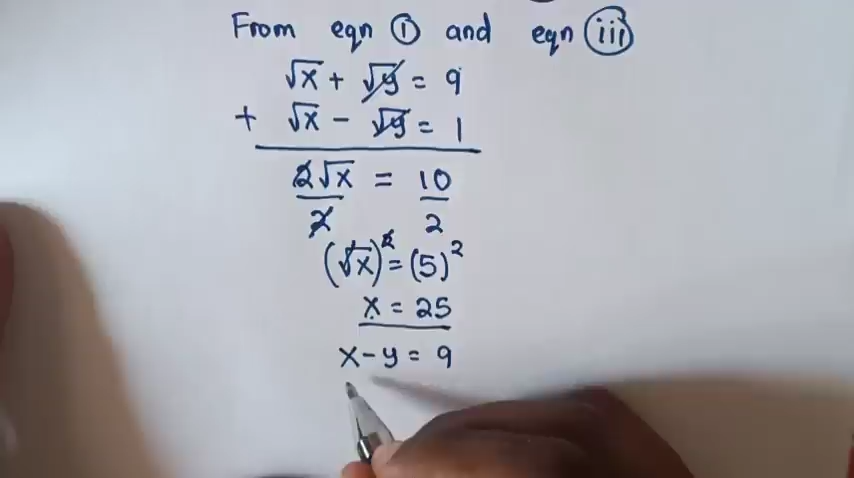 From eqn ① and eqn ⓘⓘⓘ
√x + √y = 9
+ √x - √y = 1
2√x = 10
2 2
(√x)² = (5)²
x = 25
x - y = 9